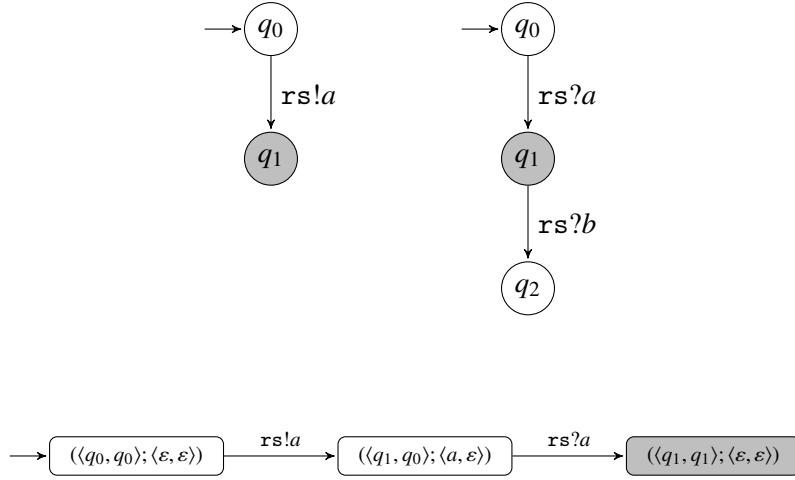 q₀ q₀
rs!a rs?a
q₁ q₁
rs?b
q₂
rs!a rs?a
(⟨q₀, q₀⟩; ⟨ε, ε⟩) (⟨q₁, q₀⟩; ⟨a, ε⟩) (⟨q₁, q₁⟩; ⟨ε, ε⟩)